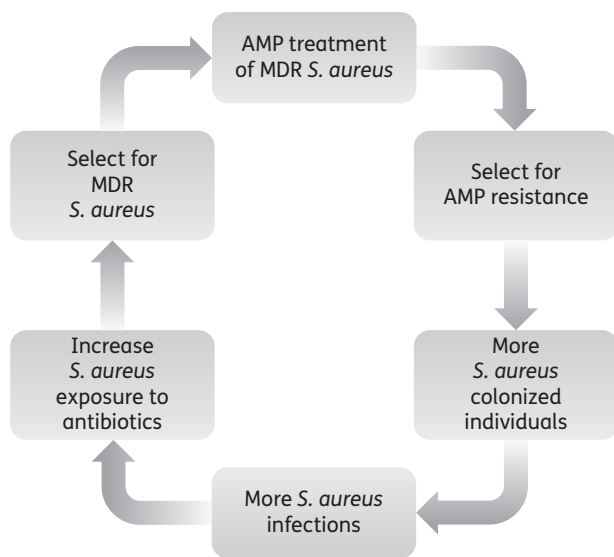 AMP treatment
of MDR S. aureus
Select for
AMP resistance
More
S. aureus
colonized
individuals
More S. aureus
infections
Increase
S. aureus
exposure to
antibiotics
Select for
MDR
S. aureus